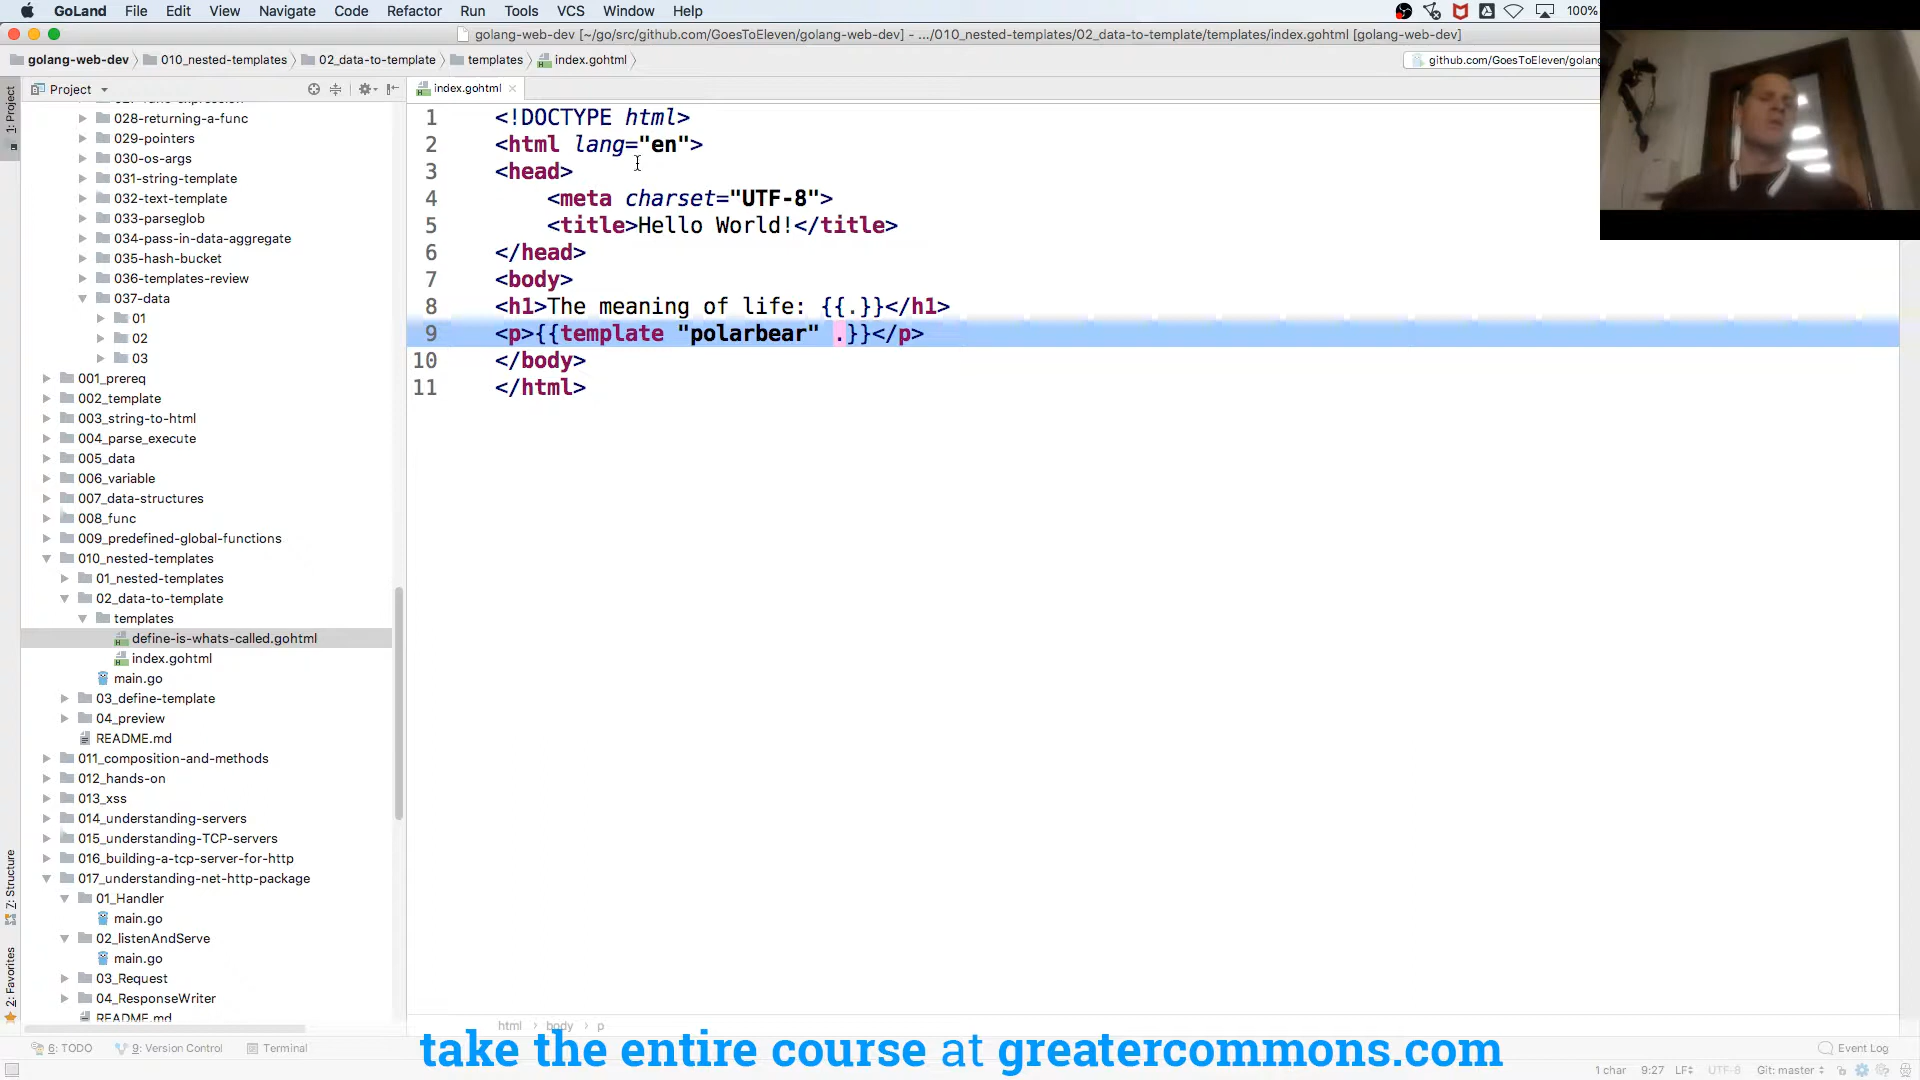 GoLand File Edit View Navigate Code Refactor Run Tools VCS Window Help 100%
golang-web-dev [~/go/src/github.com/GoesToEleven/golang-web-dev] - .../010_nested-templates/02_data-to-template/templates/index.gohtml [golang-web-dev]
golang-web-dev 010_nested-templates 02_data-to-template templates index.gohtml github.com/GoesToEleven/golang
1: Project
Project
index.gohtml
028-returning-a-func
029-pointers
030-os-args
031-string-template
032-text-template
033-parseglob
034-pass-in-data-aggregate
035-hash-bucket
036-templates-review
037-data
01
02
03
001_prereq
002_template
003_string-to-html
004_parse_execute
005_data
006_variable
007_data-structures
008_func
009_predefined-global-functions
010_nested-templates
01_nested-templates
02_data-to-template
templates
define-is-whats-called.gohtml
index.gohtml
main.go
03_define-template
04_preview
README.md
011_composition-and-methods
012_hands-on
013_xss
014_understanding-servers
015_understanding-TCP-servers
016_building-a-tcp-server-for-http
017_understanding-net-http-package
01_Handler
main.go
02_listenAndServe
main.go
03_Request
04_ResponseWriter
README.md
7: Structure
2: Favorites
1 <!DOCTYPE html>
2 <html lang="en">
3 <head>
4 <meta charset="UTF-8">
5 <title>Hello World!</title>
6 </head>
7 <body>
8 <h1>The meaning of life: {{.}}</h1>
9 <p>{{template "polarbear" .}}</p>
10 </body>
11 </html>
html body p
take the entire course at greatercommons.com
6: TODO 9: Version Control Terminal Event Log
1 char 9:27 LF UTF-8 Git: master